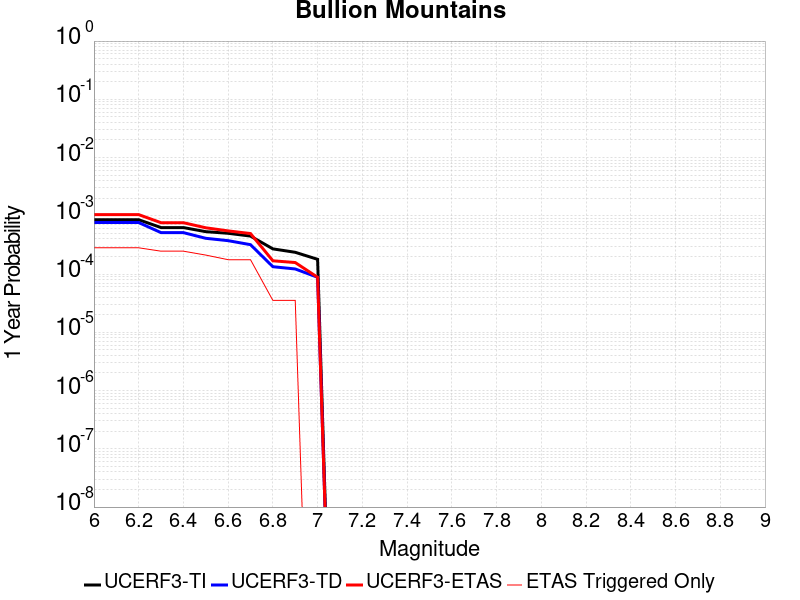 Bullion Mountains
10^0
10^-1
10^-2
10^-3
10^-4
10^-5
10^-6
10^-7
10^-8
1 Year Probability
6 6.2 6.4 6.6 6.8 7 7.2 7.4 7.6 7.8 8 8.2 8.4 8.6 8.8 9
Magnitude
UCERF3-TI UCERF3-TD UCERF3-ETAS ETAS Triggered Only